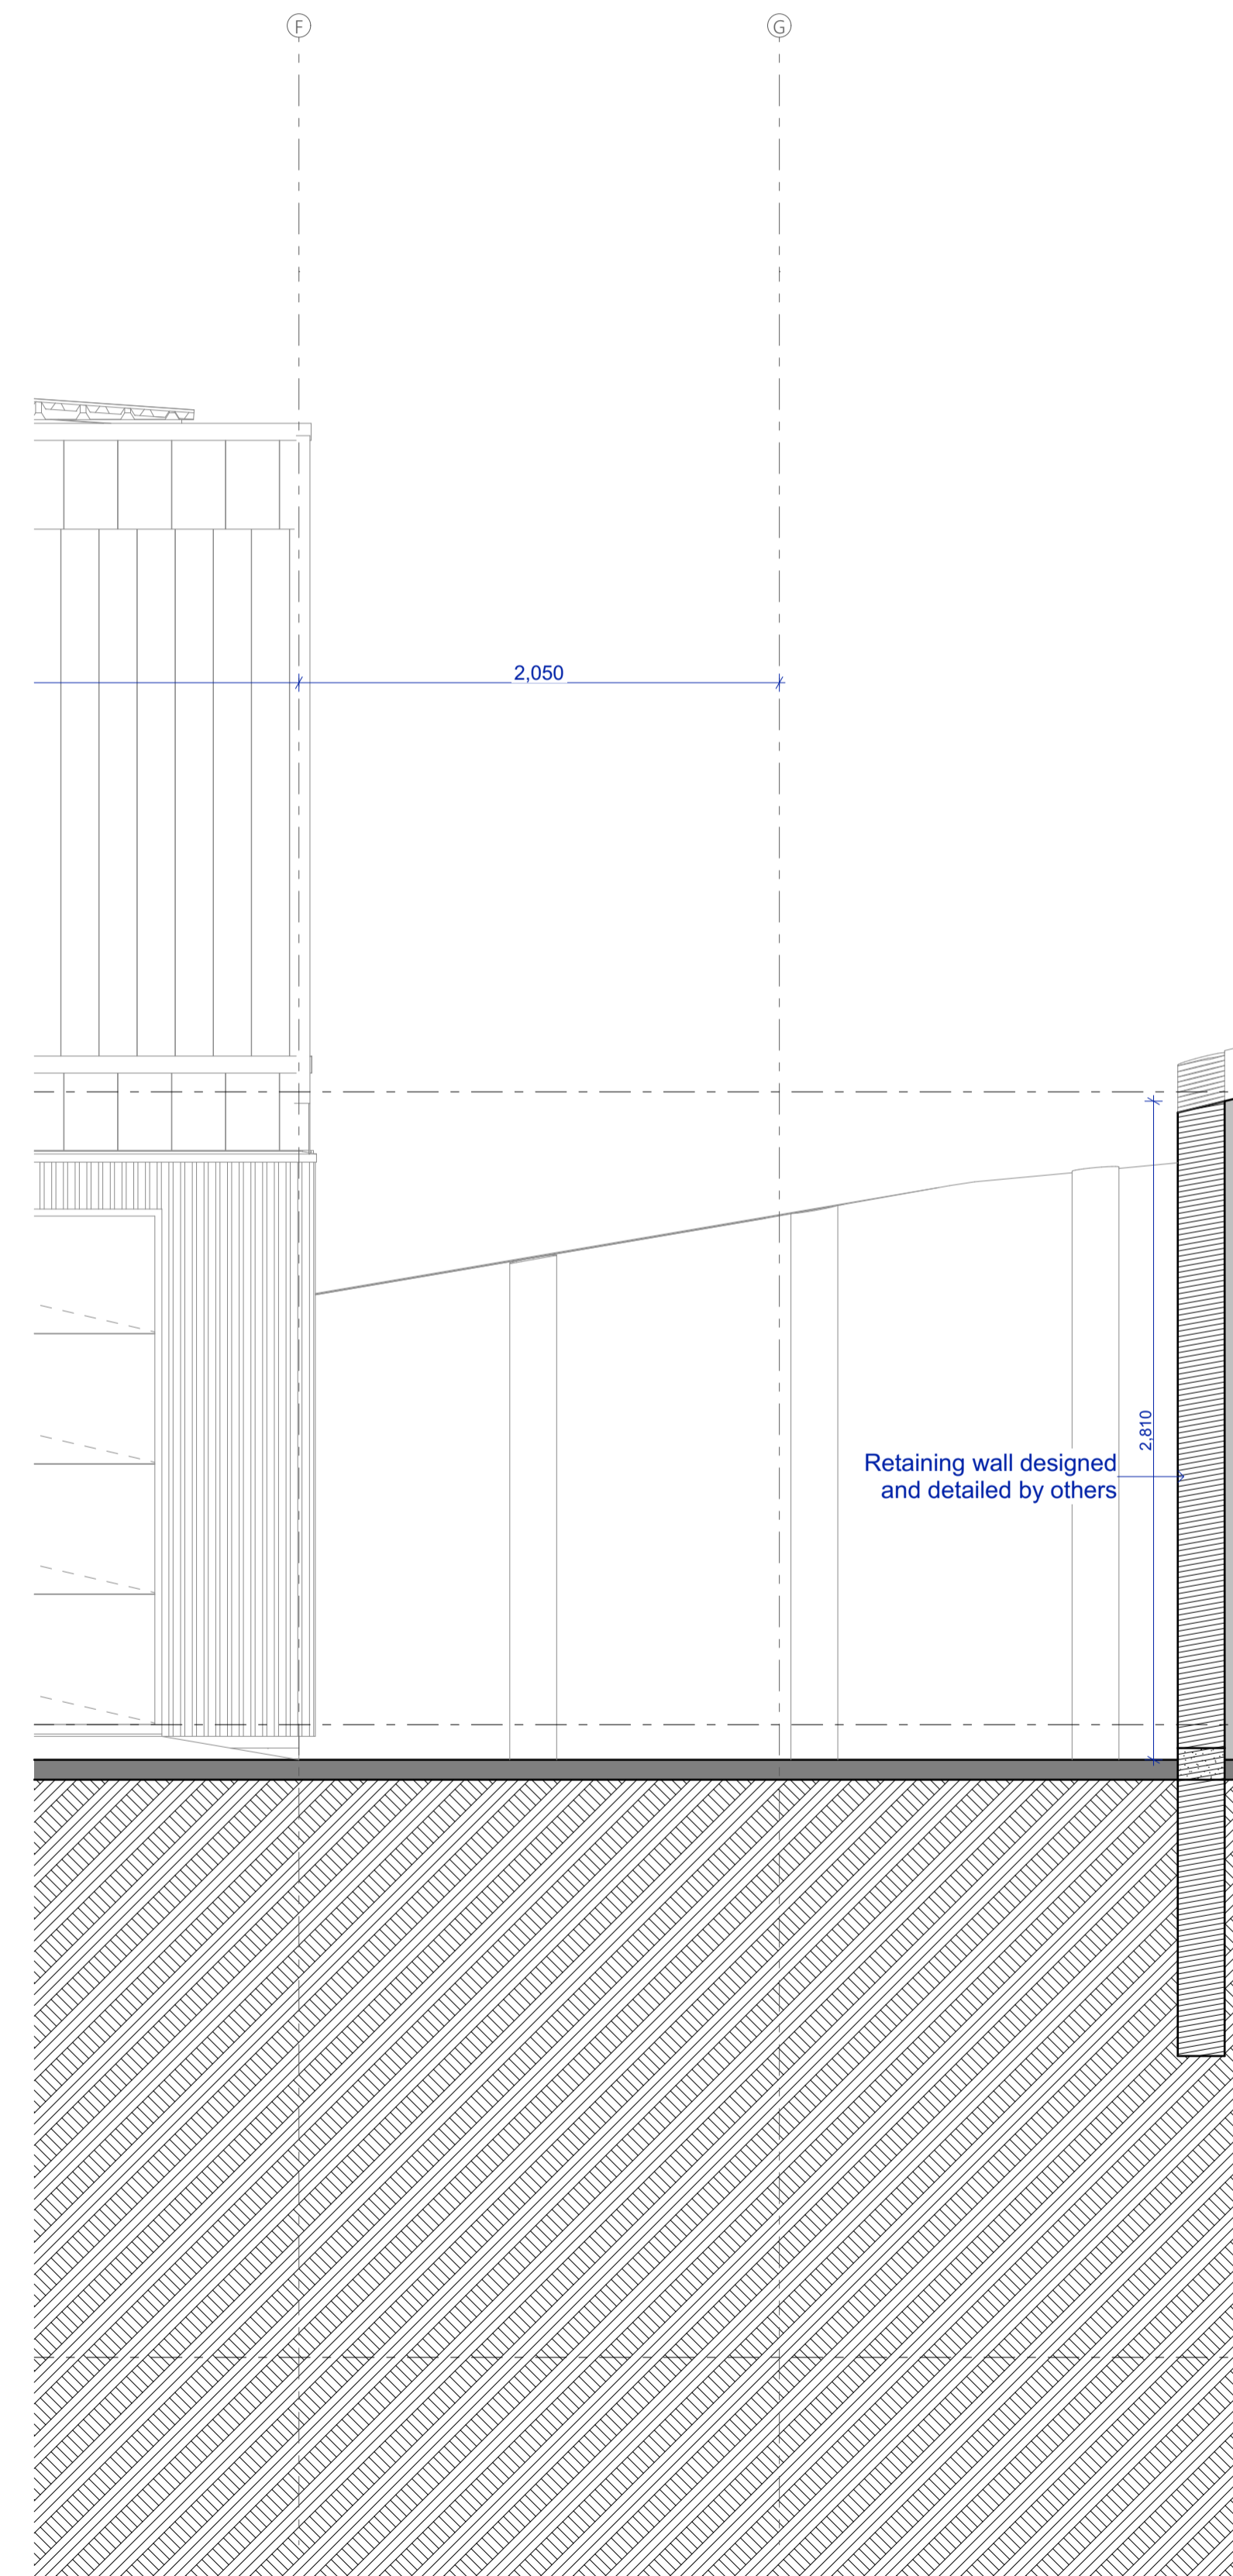 F
G
2,050
2,810
Retaining wall designed
and detailed by others